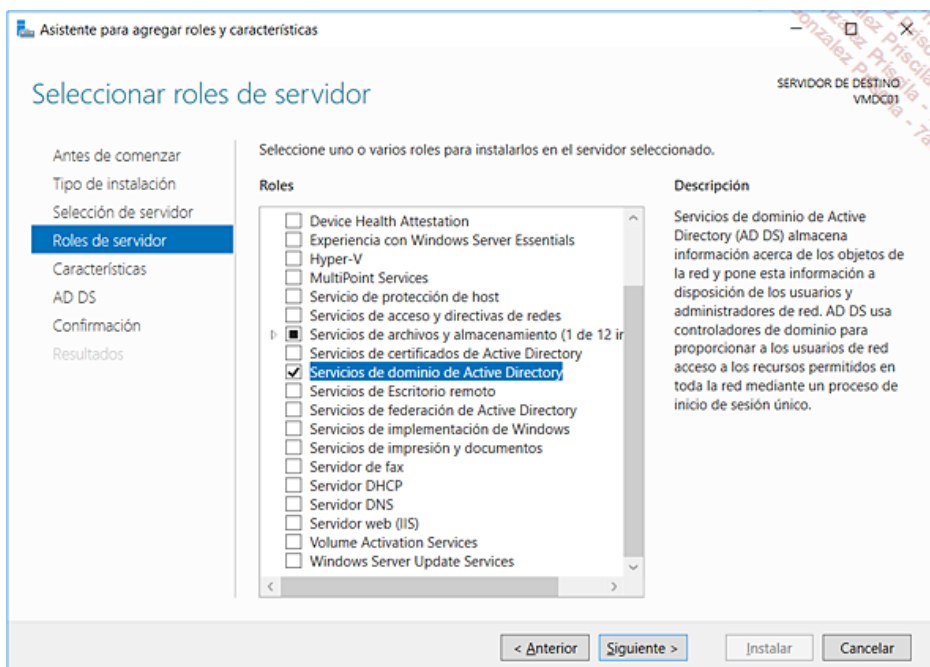 Asistente para agregar roles y características
Seleccionar roles de servidor
SERVIDOR DE DESTINO
VMDC01
Antes de comenzar
Tipo de instalación
Selección de servidor
Roles de servidor
Características
AD DS
Confirmación
Resultados
Seleccione uno o varios roles para instalarlos en el servidor seleccionado.
Roles
Device Health Attestation
Experiencia con Windows Server Essentials
Hyper-V
MultiPoint Services
Servicio de protección de host
Servicios de acceso y directivas de redes
Servicios de archivos y almacenamiento (1 de 12 in
Servicios de certificados de Active Directory
Servicios de dominio de Active Directory
Servicios de Escritorio remoto
Servicios de federación de Active Directory
Servicios de implementación de Windows
Servicios de impresión y documentos
Servidor de fax
Servidor DHCP
Servidor DNS
Servidor web (IIS)
Volume Activation Services
Windows Server Update Services
Descripción
Servicios de dominio de Active
Directory (AD DS) almacena
información acerca de los objetos de
la red y pone esta información a
disposición de los usuarios y
administradores de red. AD DS usa
controladores de dominio para
proporcionar a los usuarios de red
acceso a los recursos permitidos en
toda la red mediante un proceso de
inicio de sesión único.
< Anterior
Siguiente >
Instalar
Cancelar